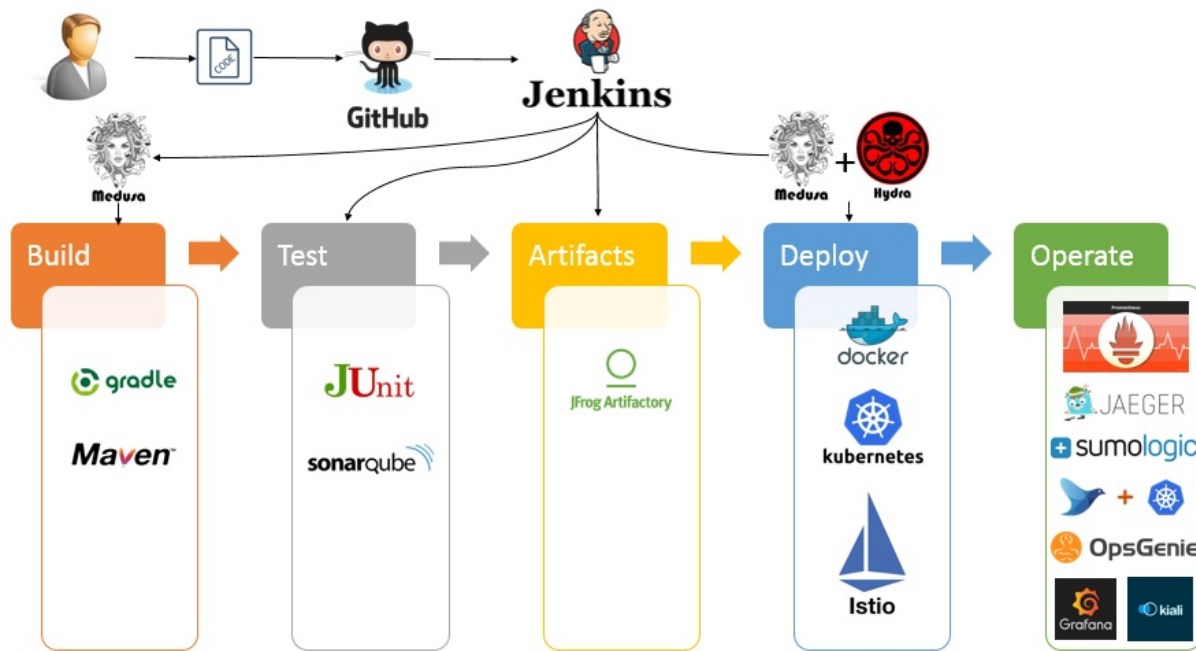 CODE
GitHub
Jenkins
Medusa
Medusa
+
Hydra
Build
Test
Artifacts
Deploy
Operate
gradle
Maven™
JUnit
sonarqube
JFrog Artifactory
docker
kubernetes
Istio
Prometheus
JAEGER
sumologic
+
OpsGenie
Grafana
kiali